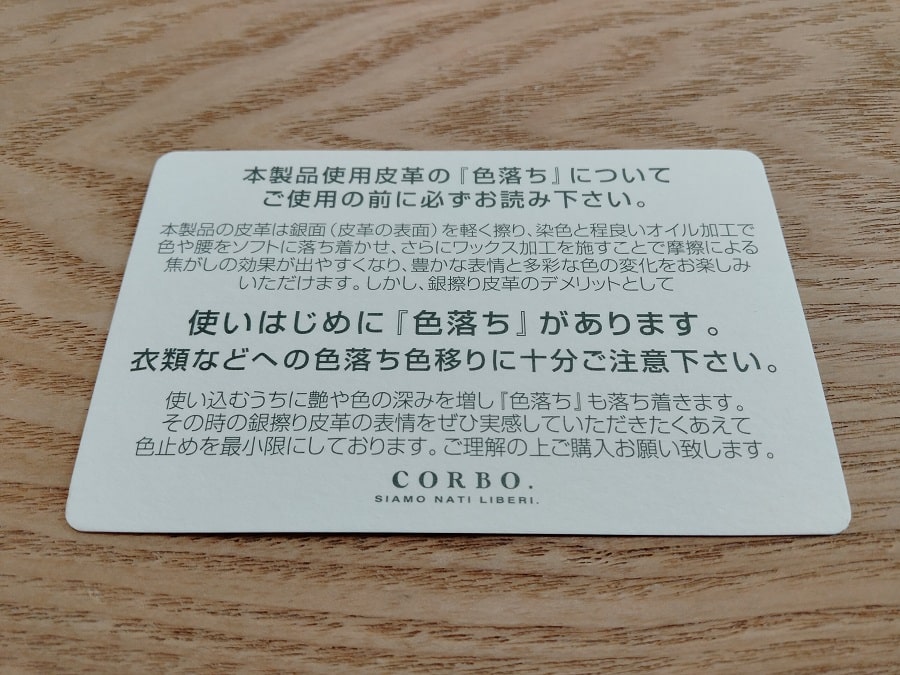 本製品使用皮革の『色落ち』について
ご使用の前に必ずお読み下さい。
本製品の皮革は銀面(皮革の表面)を軽く擦り、染色と程良いオイル加工で
色や腰をソフトに落ち着かせ、さらにワックス加工を施すことで摩擦による
焦がしの効果が出やすくなり、豊かな表情と多彩な色の変化をお楽しみ
いただけます。しかし、銀擦り皮革のデメリットとして
使いはじめに『色落ち』があります。
衣類などへの色落ち色移りに十分ご注意下さい。
使い込むうちに艶や色の深みを増し『色落ち』も落ち着きます。
その時の銀擦り皮革の表情をぜひ実感していただきたくあえて
色止めを最小限にしております。ご理解の上ご購入お願い致します。
CORBO.
SIAMO NATI LIBERI.